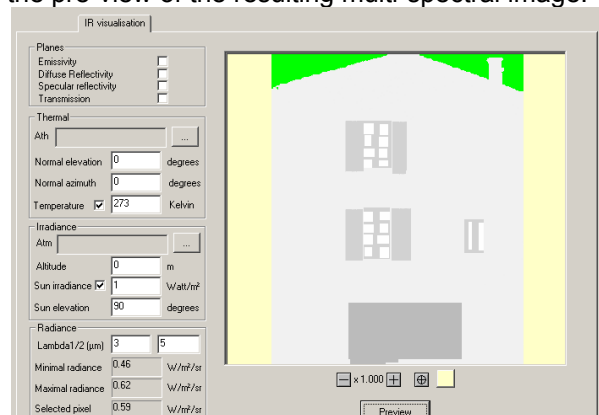 the pre-view of the resulting multi-spectral image.
IR visualisation
Planes
Emissivity
Diffuse Reflectivity
Specular reflectivity
Transmission
Thermal
Ath ...
Normal elevation 0 degrees
Normal azimuth 0 degrees
Temperature 273 Kelvin
Irradiance
Atm ...
Altitude 0 m
Sun irradiance 1 Watt/m²
Sun elevation 90 degrees
Radiance
Lambda1/2 (µm) 3 5
Minimal radiance 0.46 W/m²/sr
Maximal radiance 0.62 W/m²/sr
Selected pixel 0.59 W/m²/sr
x 1.000
Preview